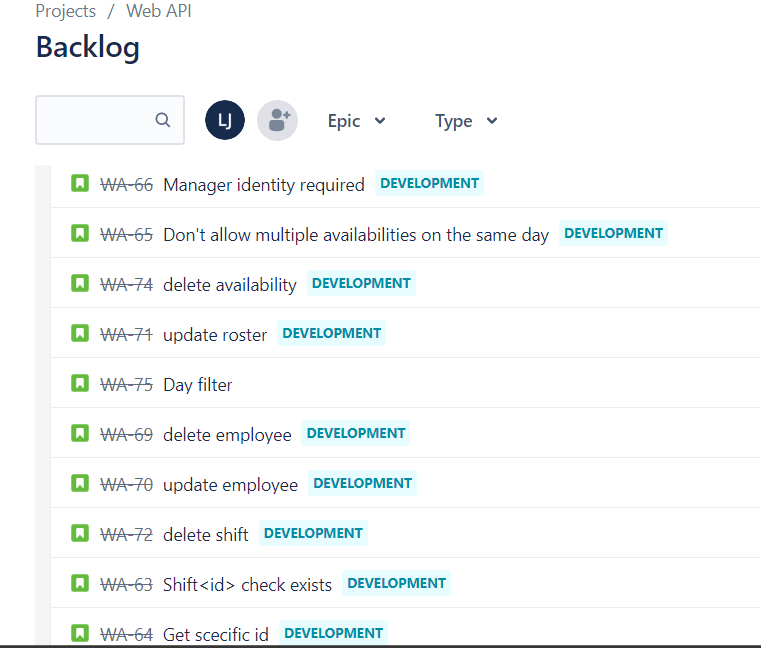 Projects / Web API
Backlog
LJ Epic Type
WA-66 Manager identity required DEVELOPMENT
WA-65 Don't allow multiple availabilities on the same day DEVELOPMENT
WA-74 delete availability DEVELOPMENT
WA-71 update roster DEVELOPMENT
WA-75 Day filter
WA-69 delete employee DEVELOPMENT
WA-70 update employee DEVELOPMENT
WA-72 delete shift DEVELOPMENT
WA-63 Shift<id> check exists DEVELOPMENT
WA-64 Get scecific id DEVELOPMENT